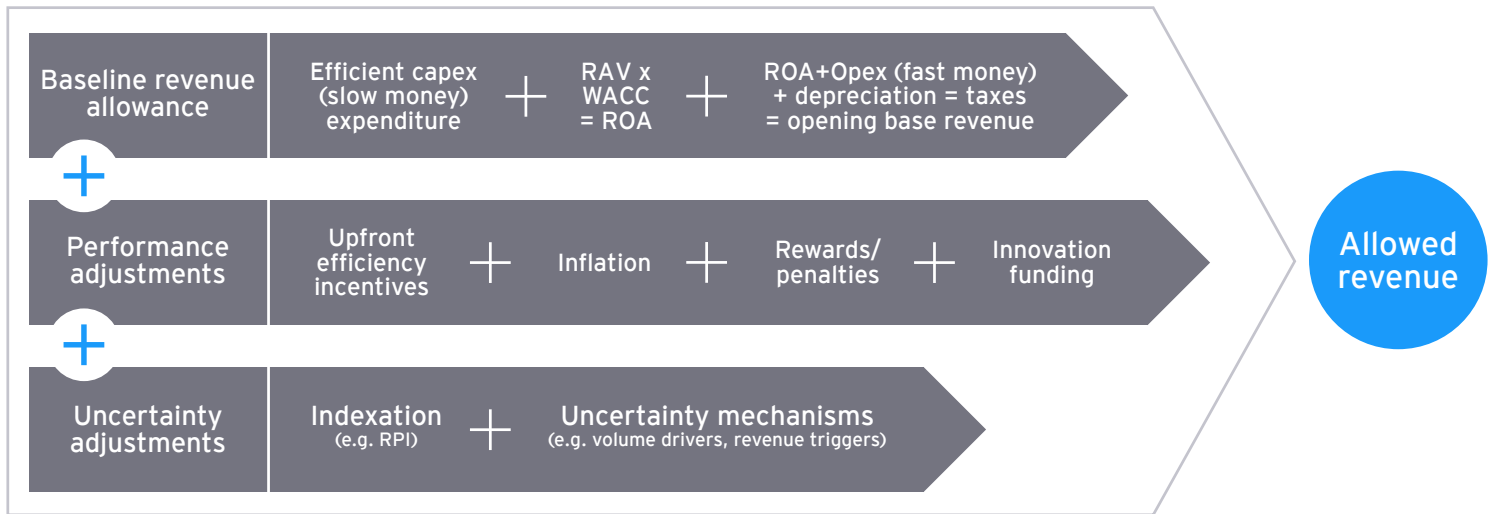 Baseline revenue
allowance
Efficient capex
(slow money)
expenditure
+
RAV x
WACC
= ROA
+
ROA+Opex (fast money)
+ depreciation = taxes
= opening base revenue
+
Performance
adjustments
Upfront
efficiency
incentives
+
Inflation
+
Rewards/
penalties
+
Innovation
funding
+
Uncertainty
adjustments
Indexation
(e.g. RPI)
+
Uncertainty mechanisms
(e.g. volume drivers, revenue triggers)
Allowed
revenue